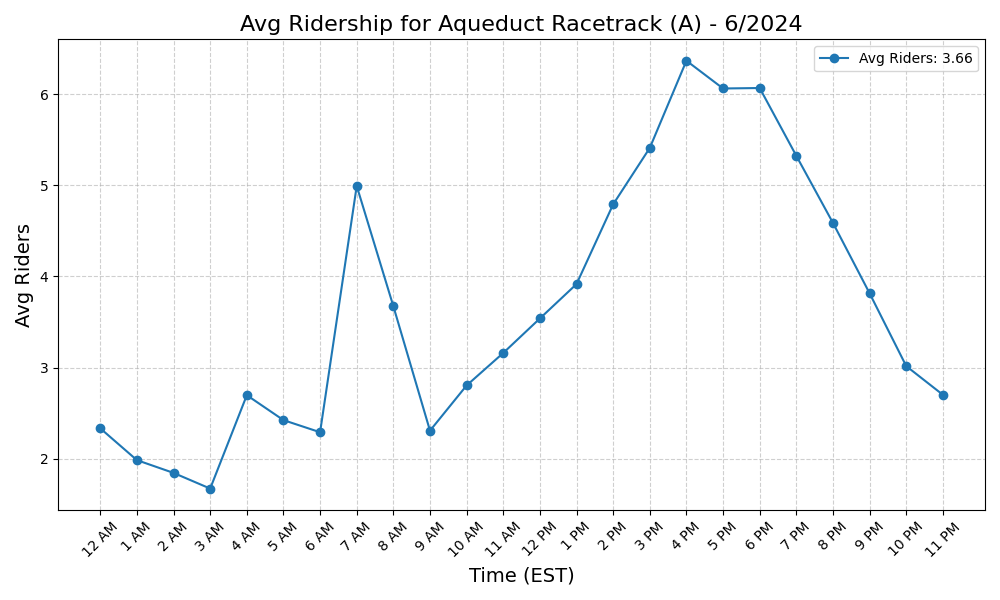 Avg Ridership for Aqueduct Racetrack (A) - 6/2024
Avg Riders: 3.66
Avg Riders
6
5
4
3
2
12 AM
1 AM
2 AM
3 AM
4 AM
5 AM
6 AM
7 AM
8 AM
9 AM
10 AM
11 AM
12 PM
1 PM
2 PM
3 PM
4 PM
5 PM
6 PM
7 PM
8 PM
9 PM
10 PM
11 PM
Time (EST)